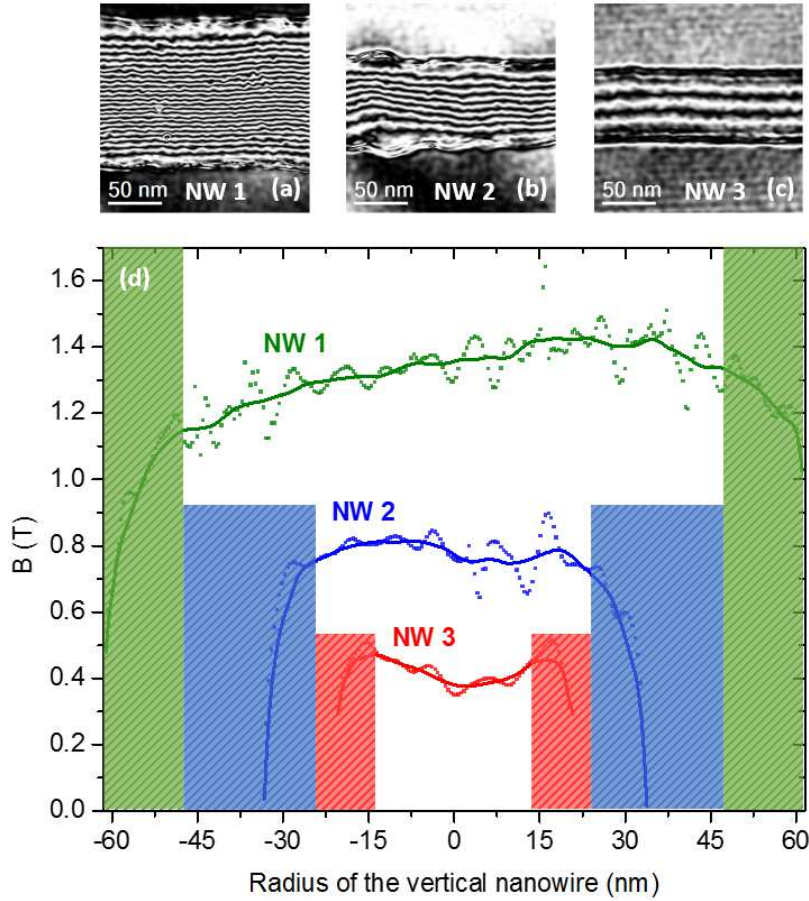 50 nm NW 1 (a)
50 nm NW 2 (b)
50 nm NW 3 (c)
(d)
1.6
1.4
1.2
1.0
0.8
0.6
0.4
0.2
0.0
B (T)
NW 1
NW 2
NW 3
-60 -45 -30 -15 0 15 30 45 60
Radius of the vertical nanowire (nm)